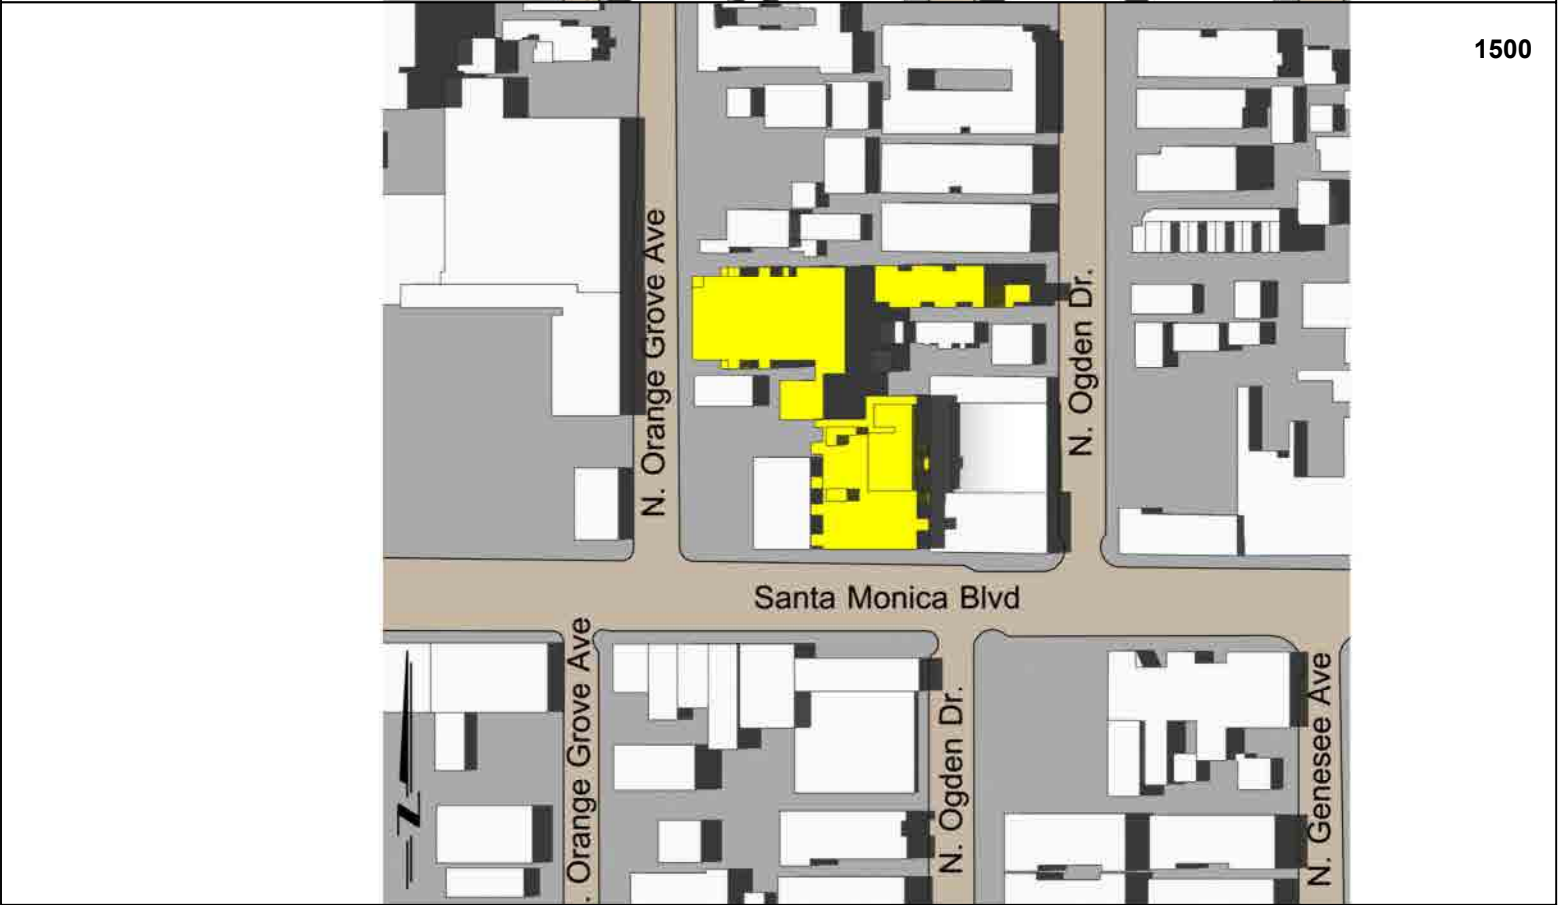 1500
N. Orange Grove Ave
N. Ogden Dr.
Santa Monica Blvd
. Orange Grove Ave
N. Ogden Dr.
N. Genesee Ave
Z